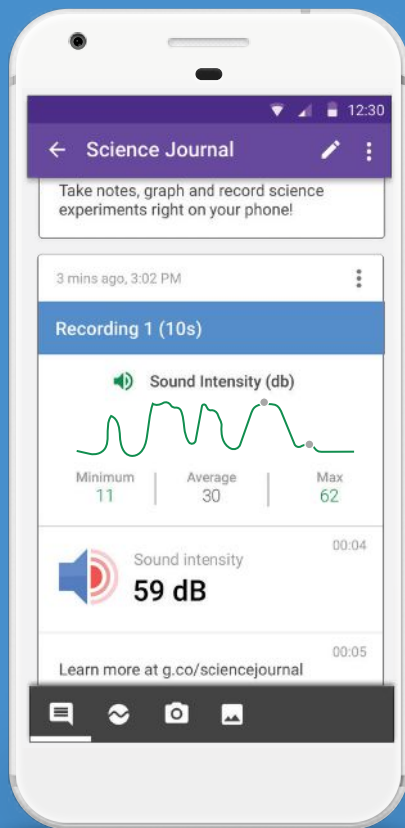 12:30
Science Journal
Take notes, graph and record science
experiments right on your phone!
3 mins ago, 3:02 PM
Recording 1 (10s)
Sound Intensity (db)
Minimum Average Max
11 30 62
00:04
Sound intensity
59 dB
00:05
Learn more at g.co/sciencejournal